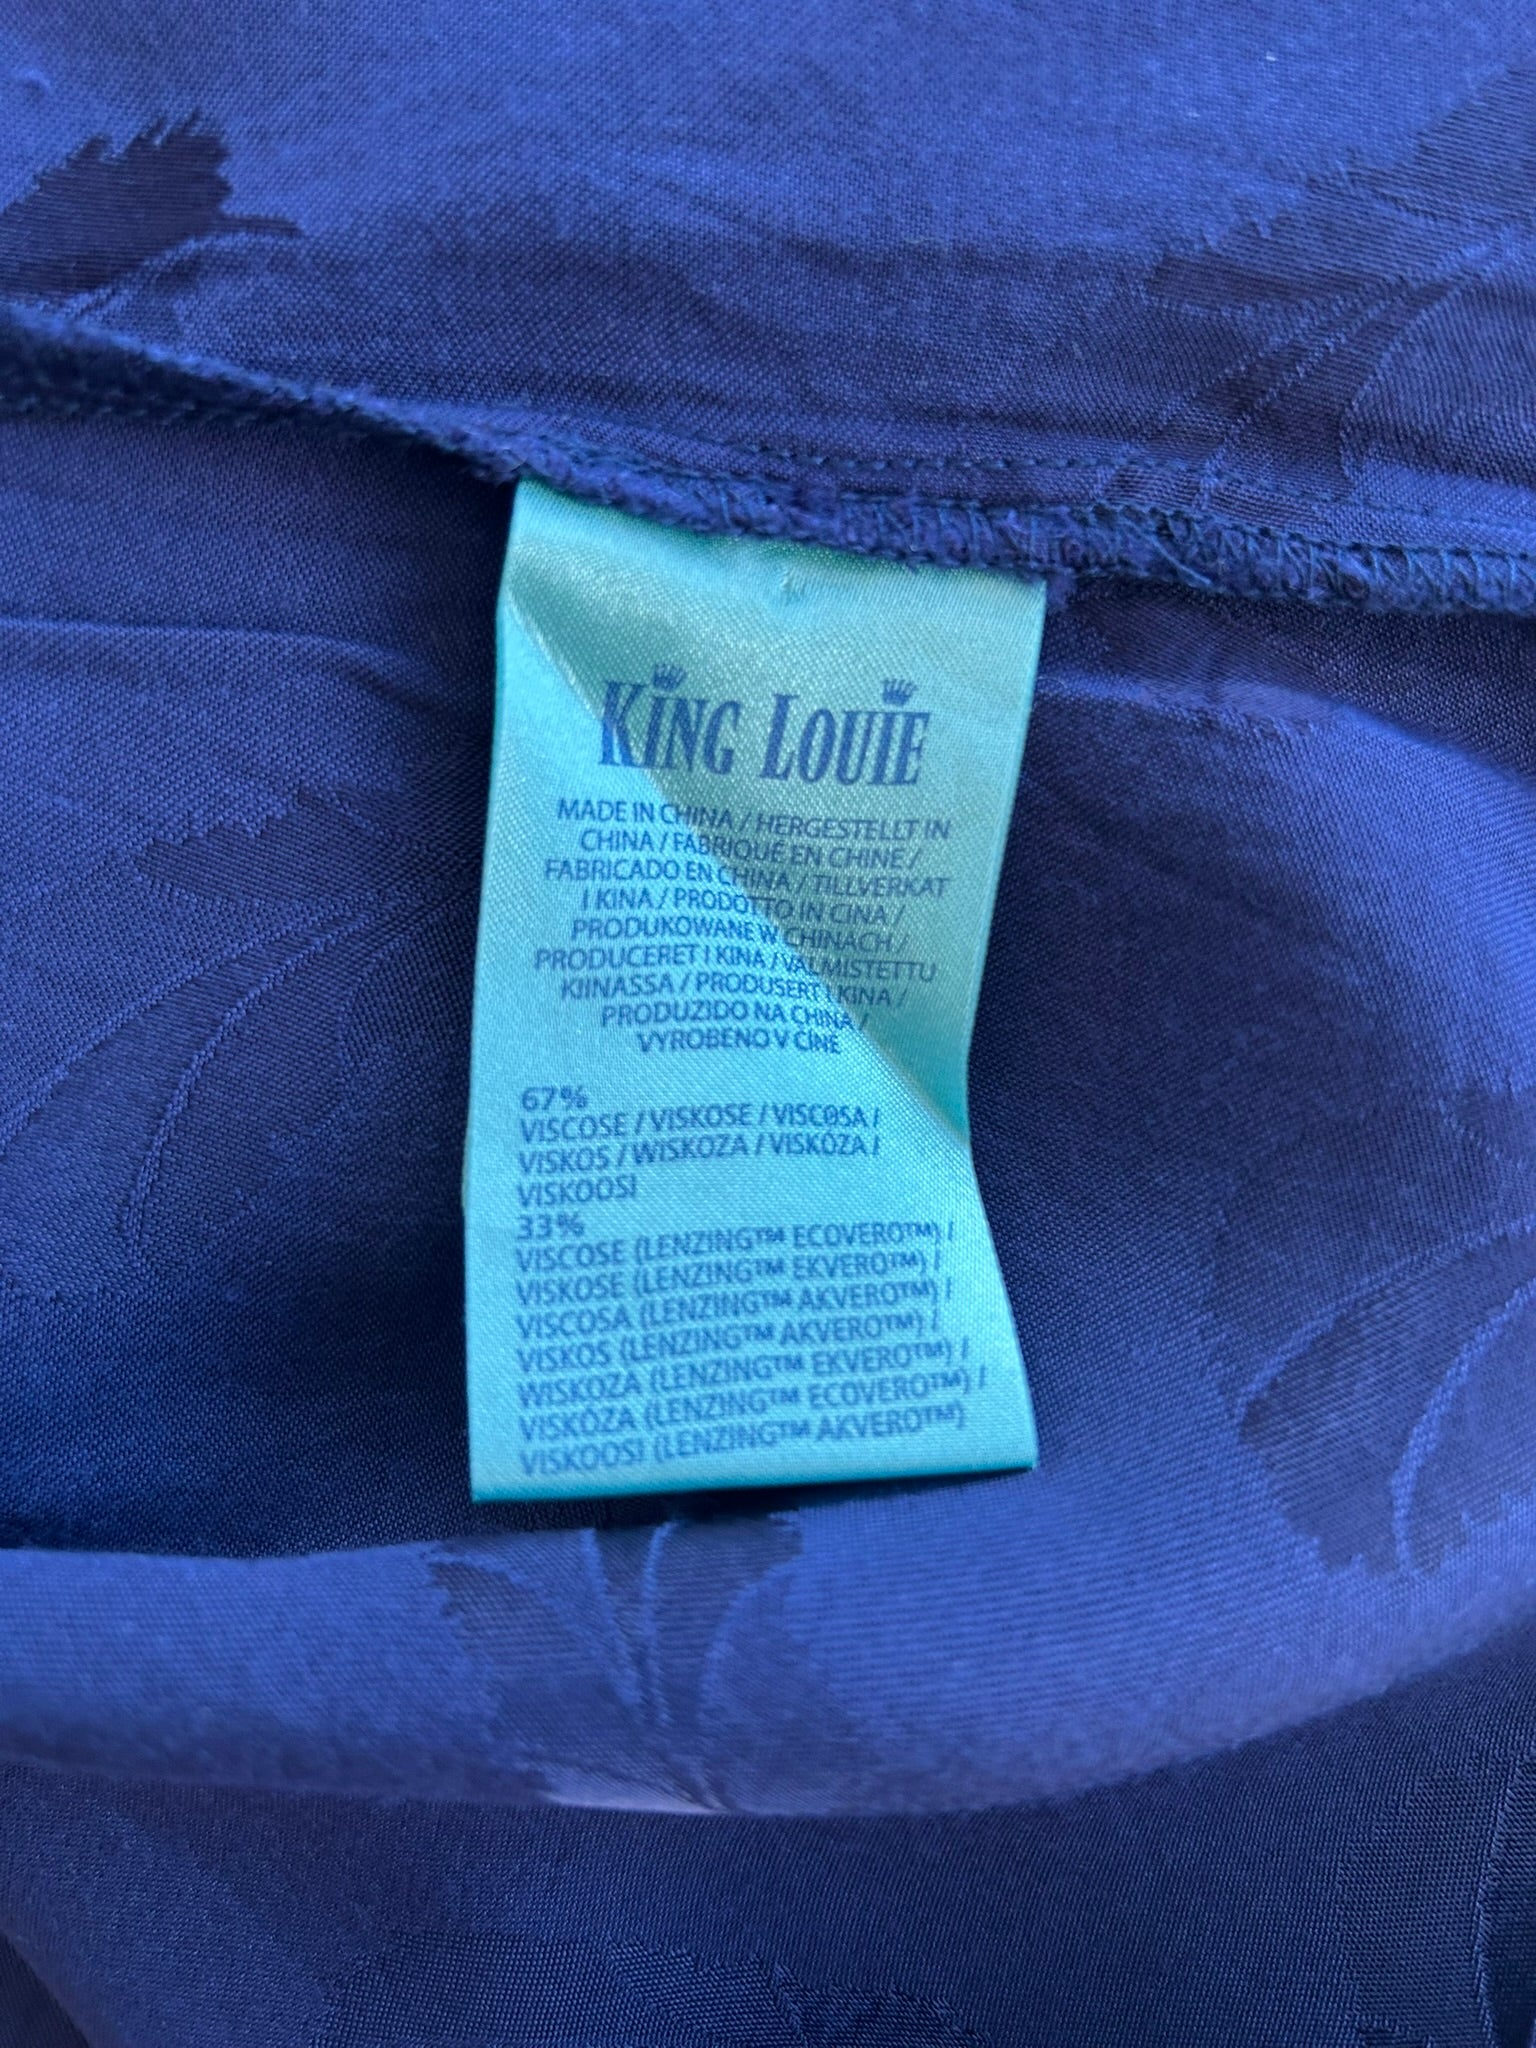 KING LOUIE
MADE IN CHINA / HERGESTELLT IN
CHINA / FABRIQUÉ EN CHINE /
FABRICADO EN CHINA / TILLVERKAT
I KINA / PRODOTTO IN CINA /
PRODUKOWANE W CHINACH /
PRODUCERET I KINA / VALMISTETTU
KIINASSA / PRODUSERT I KINA /
PRODUZIDO NA CHINA /
VYROBENO V ČÍNĚ
67%
VISCOSE / VISKOSE / VISCOSA /
VISKOS / WISKOZA / VISKÓZA /
VISKOOSI
33%
VISCOSE (LENZING™ ECOVERO™) /
VISKOSE (LENZING™ EKVERO™) /
VISCOSA (LENZING™ AKVERO™) /
VISKOS (LENZING™ AKVERO™) /
WISKOZA (LENZING™ EKVERO™) /
VISKÓZA (LENZING™ ECOVERO™) /
VISKOOSI (LENZING™ AKVERO™)